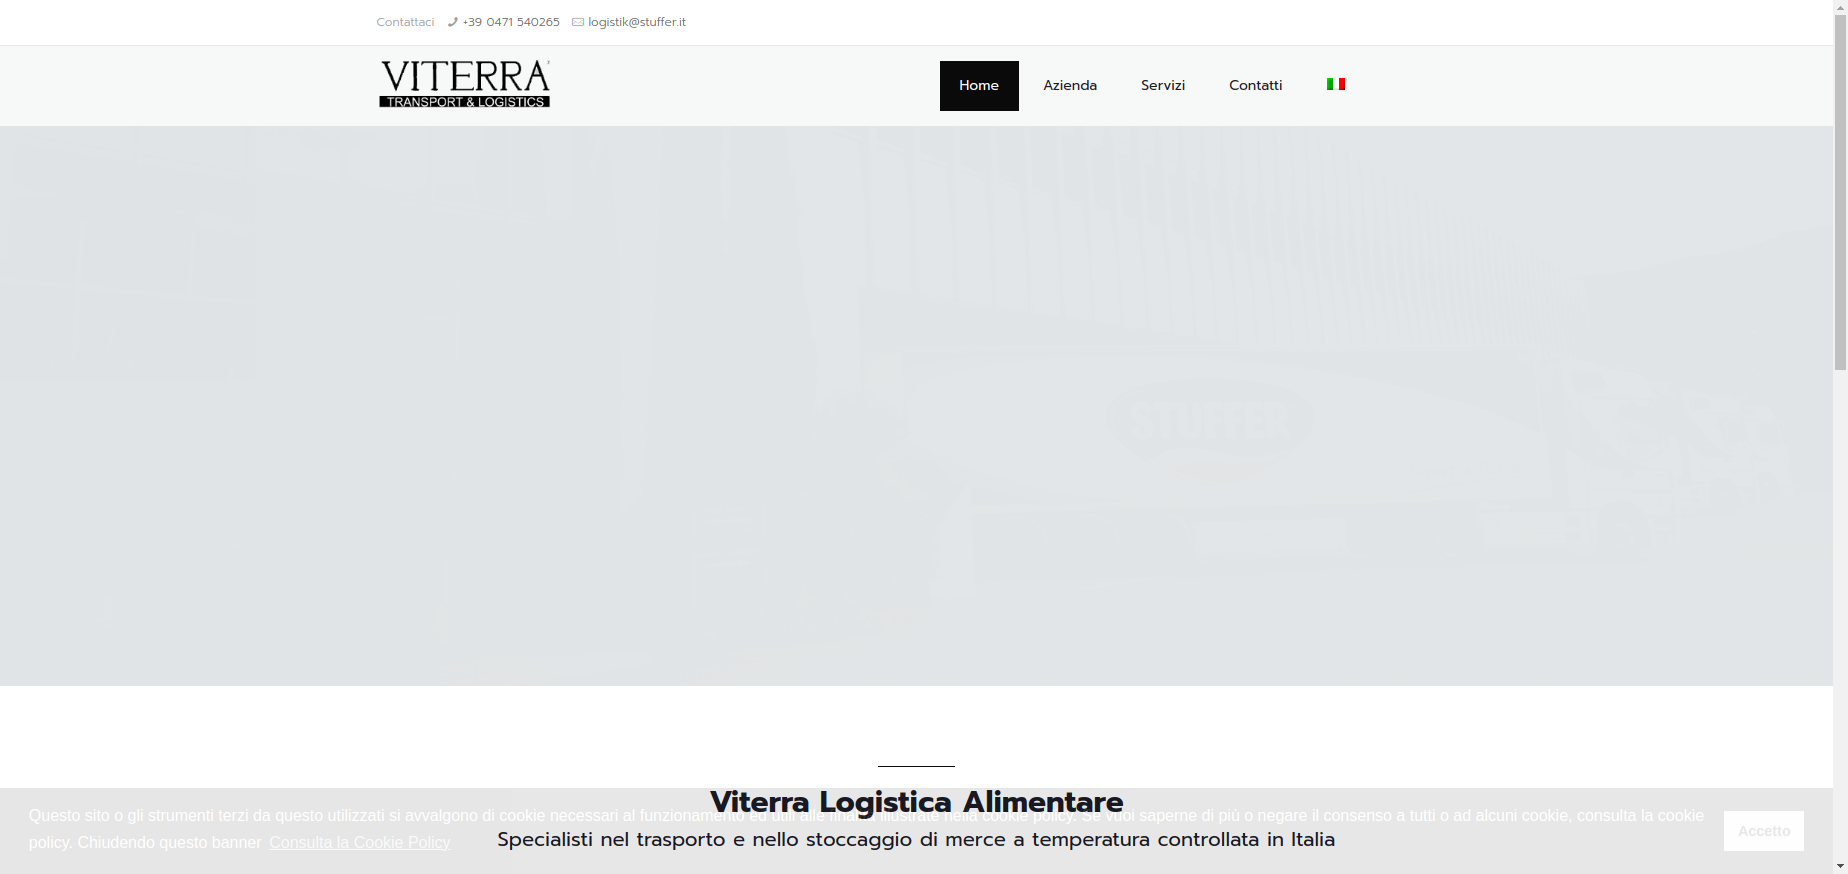 Contattaci +39 0471 540265 logistik@stuffer.it
VITERRA
TRANSPORT & LOGISTICS
Home Azienda Servizi Contatti
STUFFER
Viterra Logistica Alimentare
Questo sito o gli strumenti terzi da questo utilizzati si avvalgono di cookie necessari al funzionamento ed utili alle finalità illustrate nella cookie policy. Se vuoi saperne di più o negare il consenso a tutti o ad alcuni cookie, consulta la cookie
policy. Chiudendo questo banner Consulta la Cookie Policy
Accetto
Specialisti nel trasporto e nello stoccaggio di merce a temperatura controllata in Italia